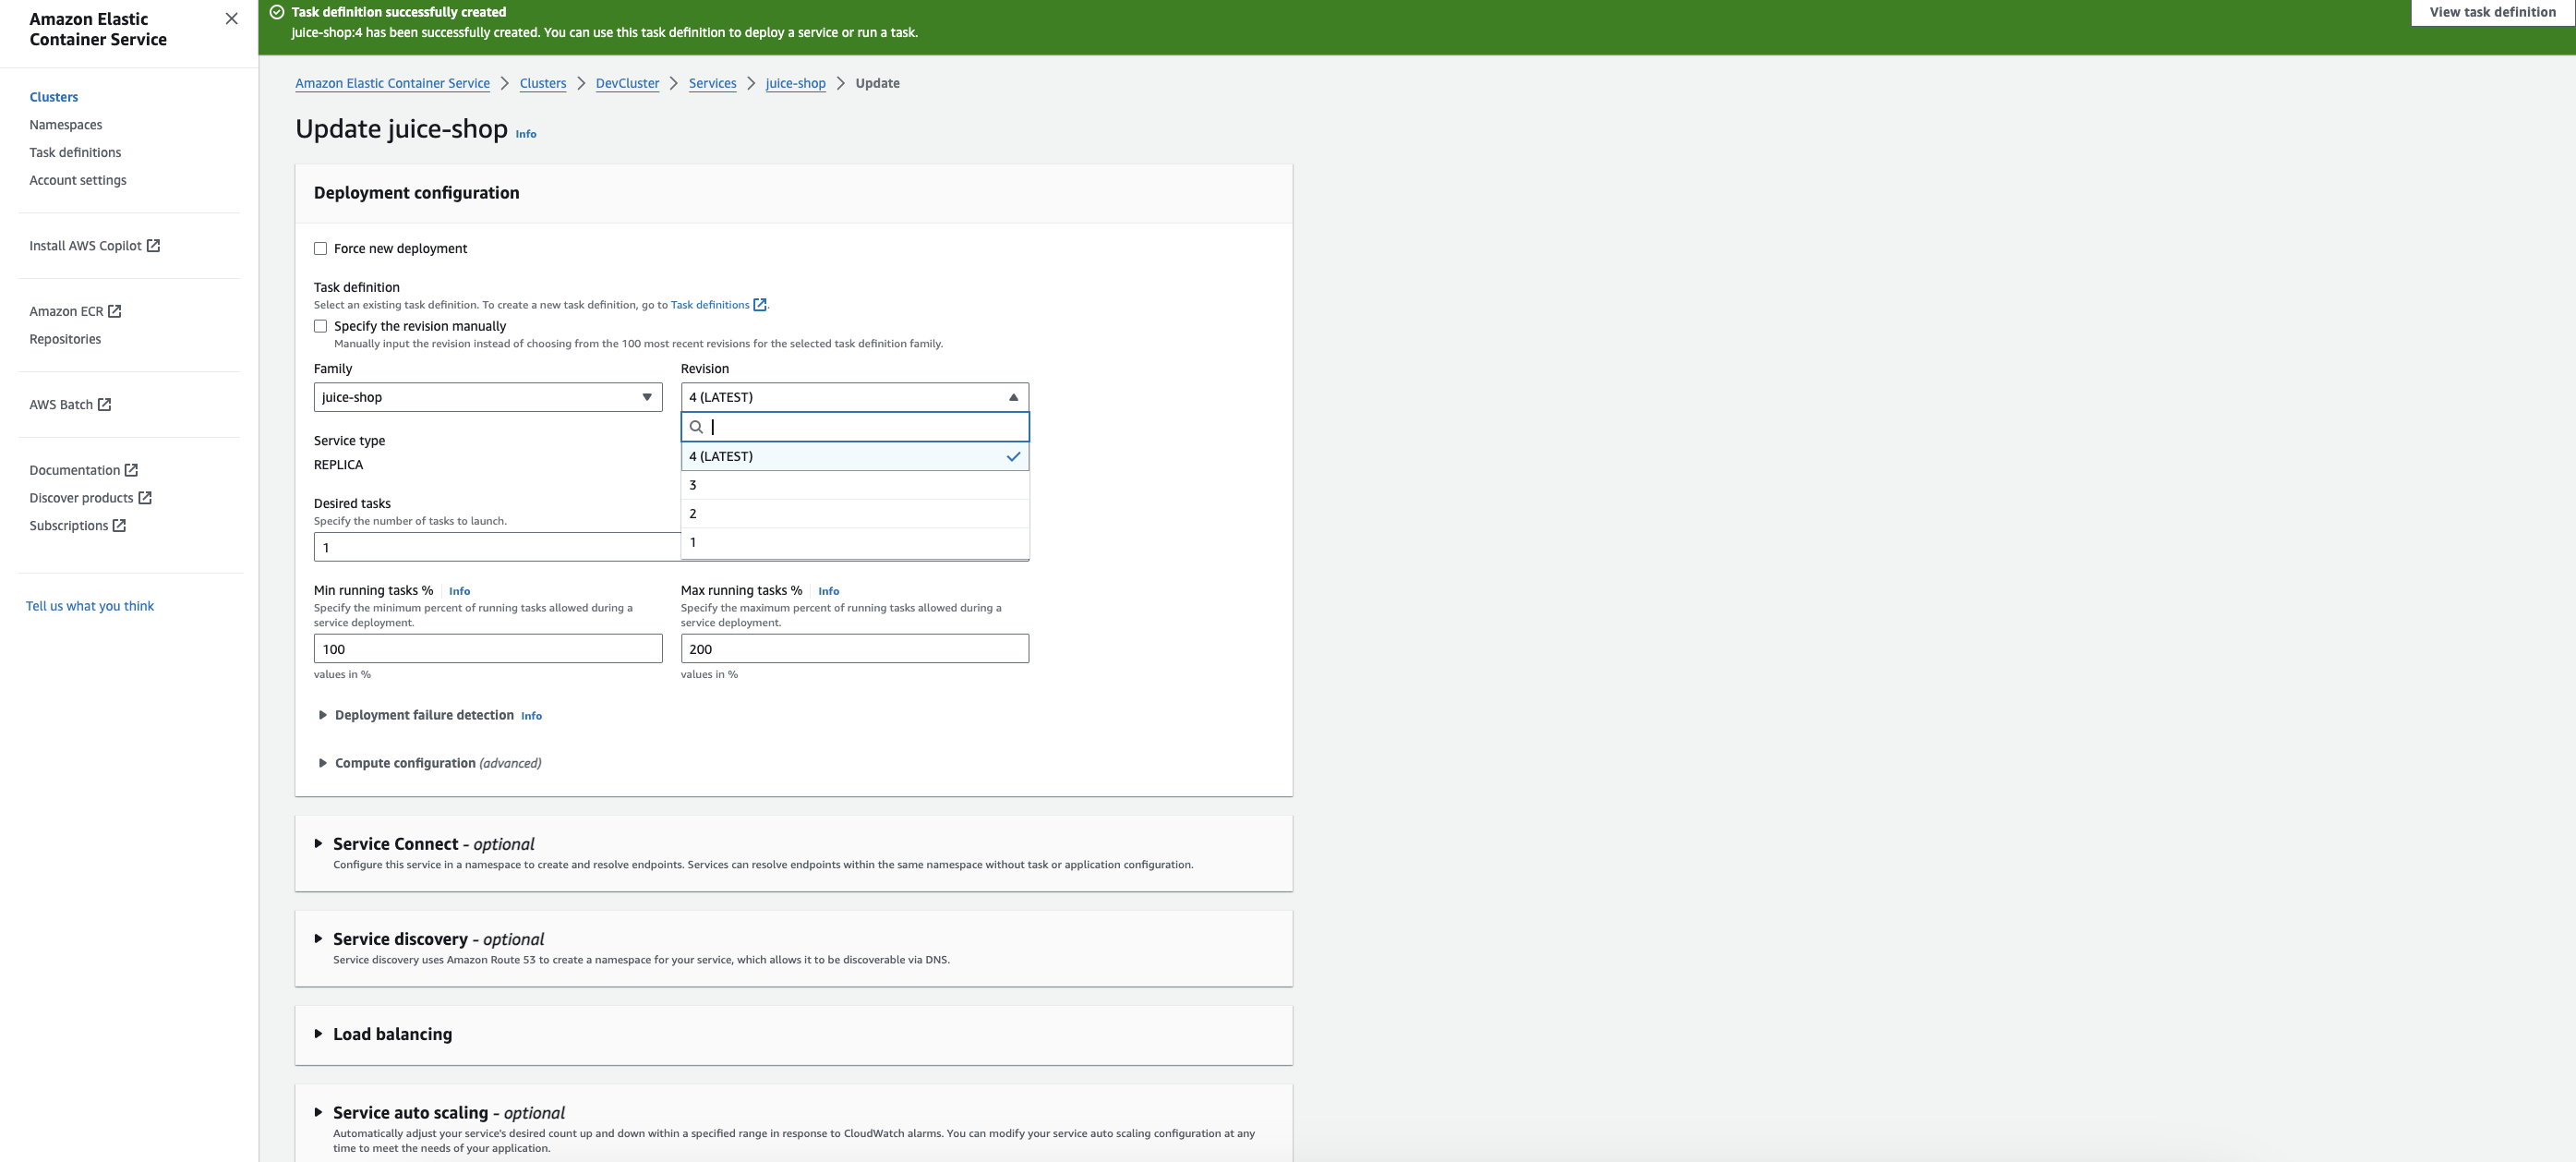 Amazon Elastic
Container Service
Clusters
Namespaces
Task definitions
Account settings
Install AWS Copilot
Amazon ECR
Repositories
AWS Batch
Documentation
Discover products
Subscriptions
Tell us what you think
Task definition successfully created
juice-shop:4 has been successfully created. You can use this task definition to deploy a service or run a task.
View task definition
Amazon Elastic Container Service > Clusters > DevCluster > Services > juice-shop > Update
Update juice-shop Info
Deployment configuration
Force new deployment
Task definition
Select an existing task definition. To create a new task definition, go to Task definitions.
Specify the revision manually
Manually input the revision instead of choosing from the 100 most recent revisions for the selected task definition family.
Family
juice-shop
Revision
4 (LATEST)
4 (LATEST)
3
2
1
Service type
REPLICA
Desired tasks
Specify the number of tasks to launch.
1
Min running tasks % Info
Specify the minimum percent of running tasks allowed during a
service deployment.
100
values in %
Max running tasks % Info
Specify the maximum percent of running tasks allowed during a
service deployment.
200
values in %
Deployment failure detection Info
Compute configuration (advanced)
Service Connect - optional
Configure this service in a namespace to create and resolve endpoints. Services can resolve endpoints within the same namespace without task or application configuration.
Service discovery - optional
Service discovery uses Amazon Route 53 to create a namespace for your service, which allows it to be discoverable via DNS.
Load balancing
Service auto scaling - optional
Automatically adjust your service's desired count up and down within a specified range in response to CloudWatch alarms. You can modify your service auto scaling configuration at any
time to meet the needs of your application.